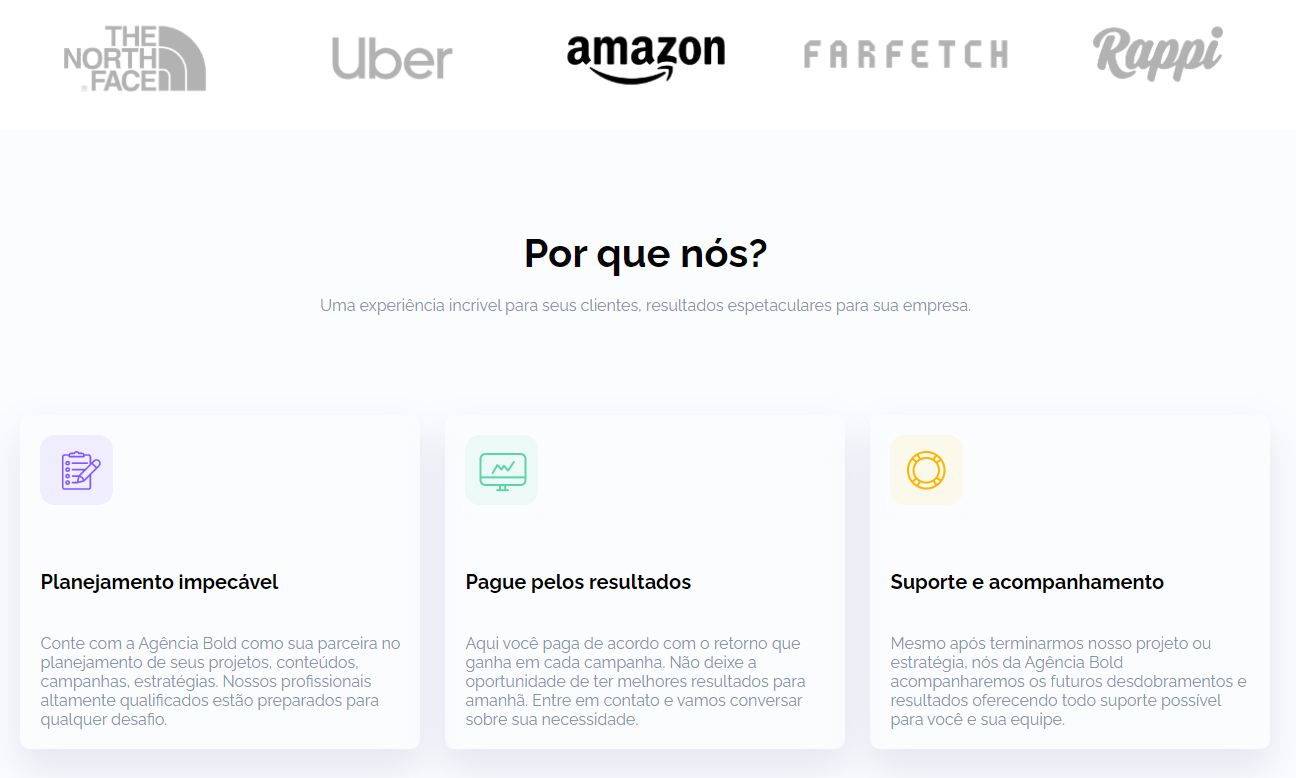 THE
NORTH
FACE
Uber
amazon
FARFETCH
Rappi
Por que nós?
Uma experiência incrivel para seus clientes, resultados espetaculares para sua empresa.
Planejamento impecável
Conte com a Agência Bold como sua parceira no
planejamento de seus projetos, conteúdos,
campanhas, estratégias. Nossos profissionais
altamente qualificados estão preparados para
qualquer desafio.
Pague pelos resultados
Aqui você paga de acordo com o retorno que
ganha em cada campanha. Não deixe a
oportunidade de ter melhores resultados para
amanhã. Entre em contato e vamos conversar
sobre sua necessidade.
Suporte e acompanhamento
Mesmo após terminarmos nosso projeto ou
estratégia, nós da Agência Bold
acompanharemos os futuros desdobramentos e
resultados oferecendo todo suporte possível
para você e sua equipe.